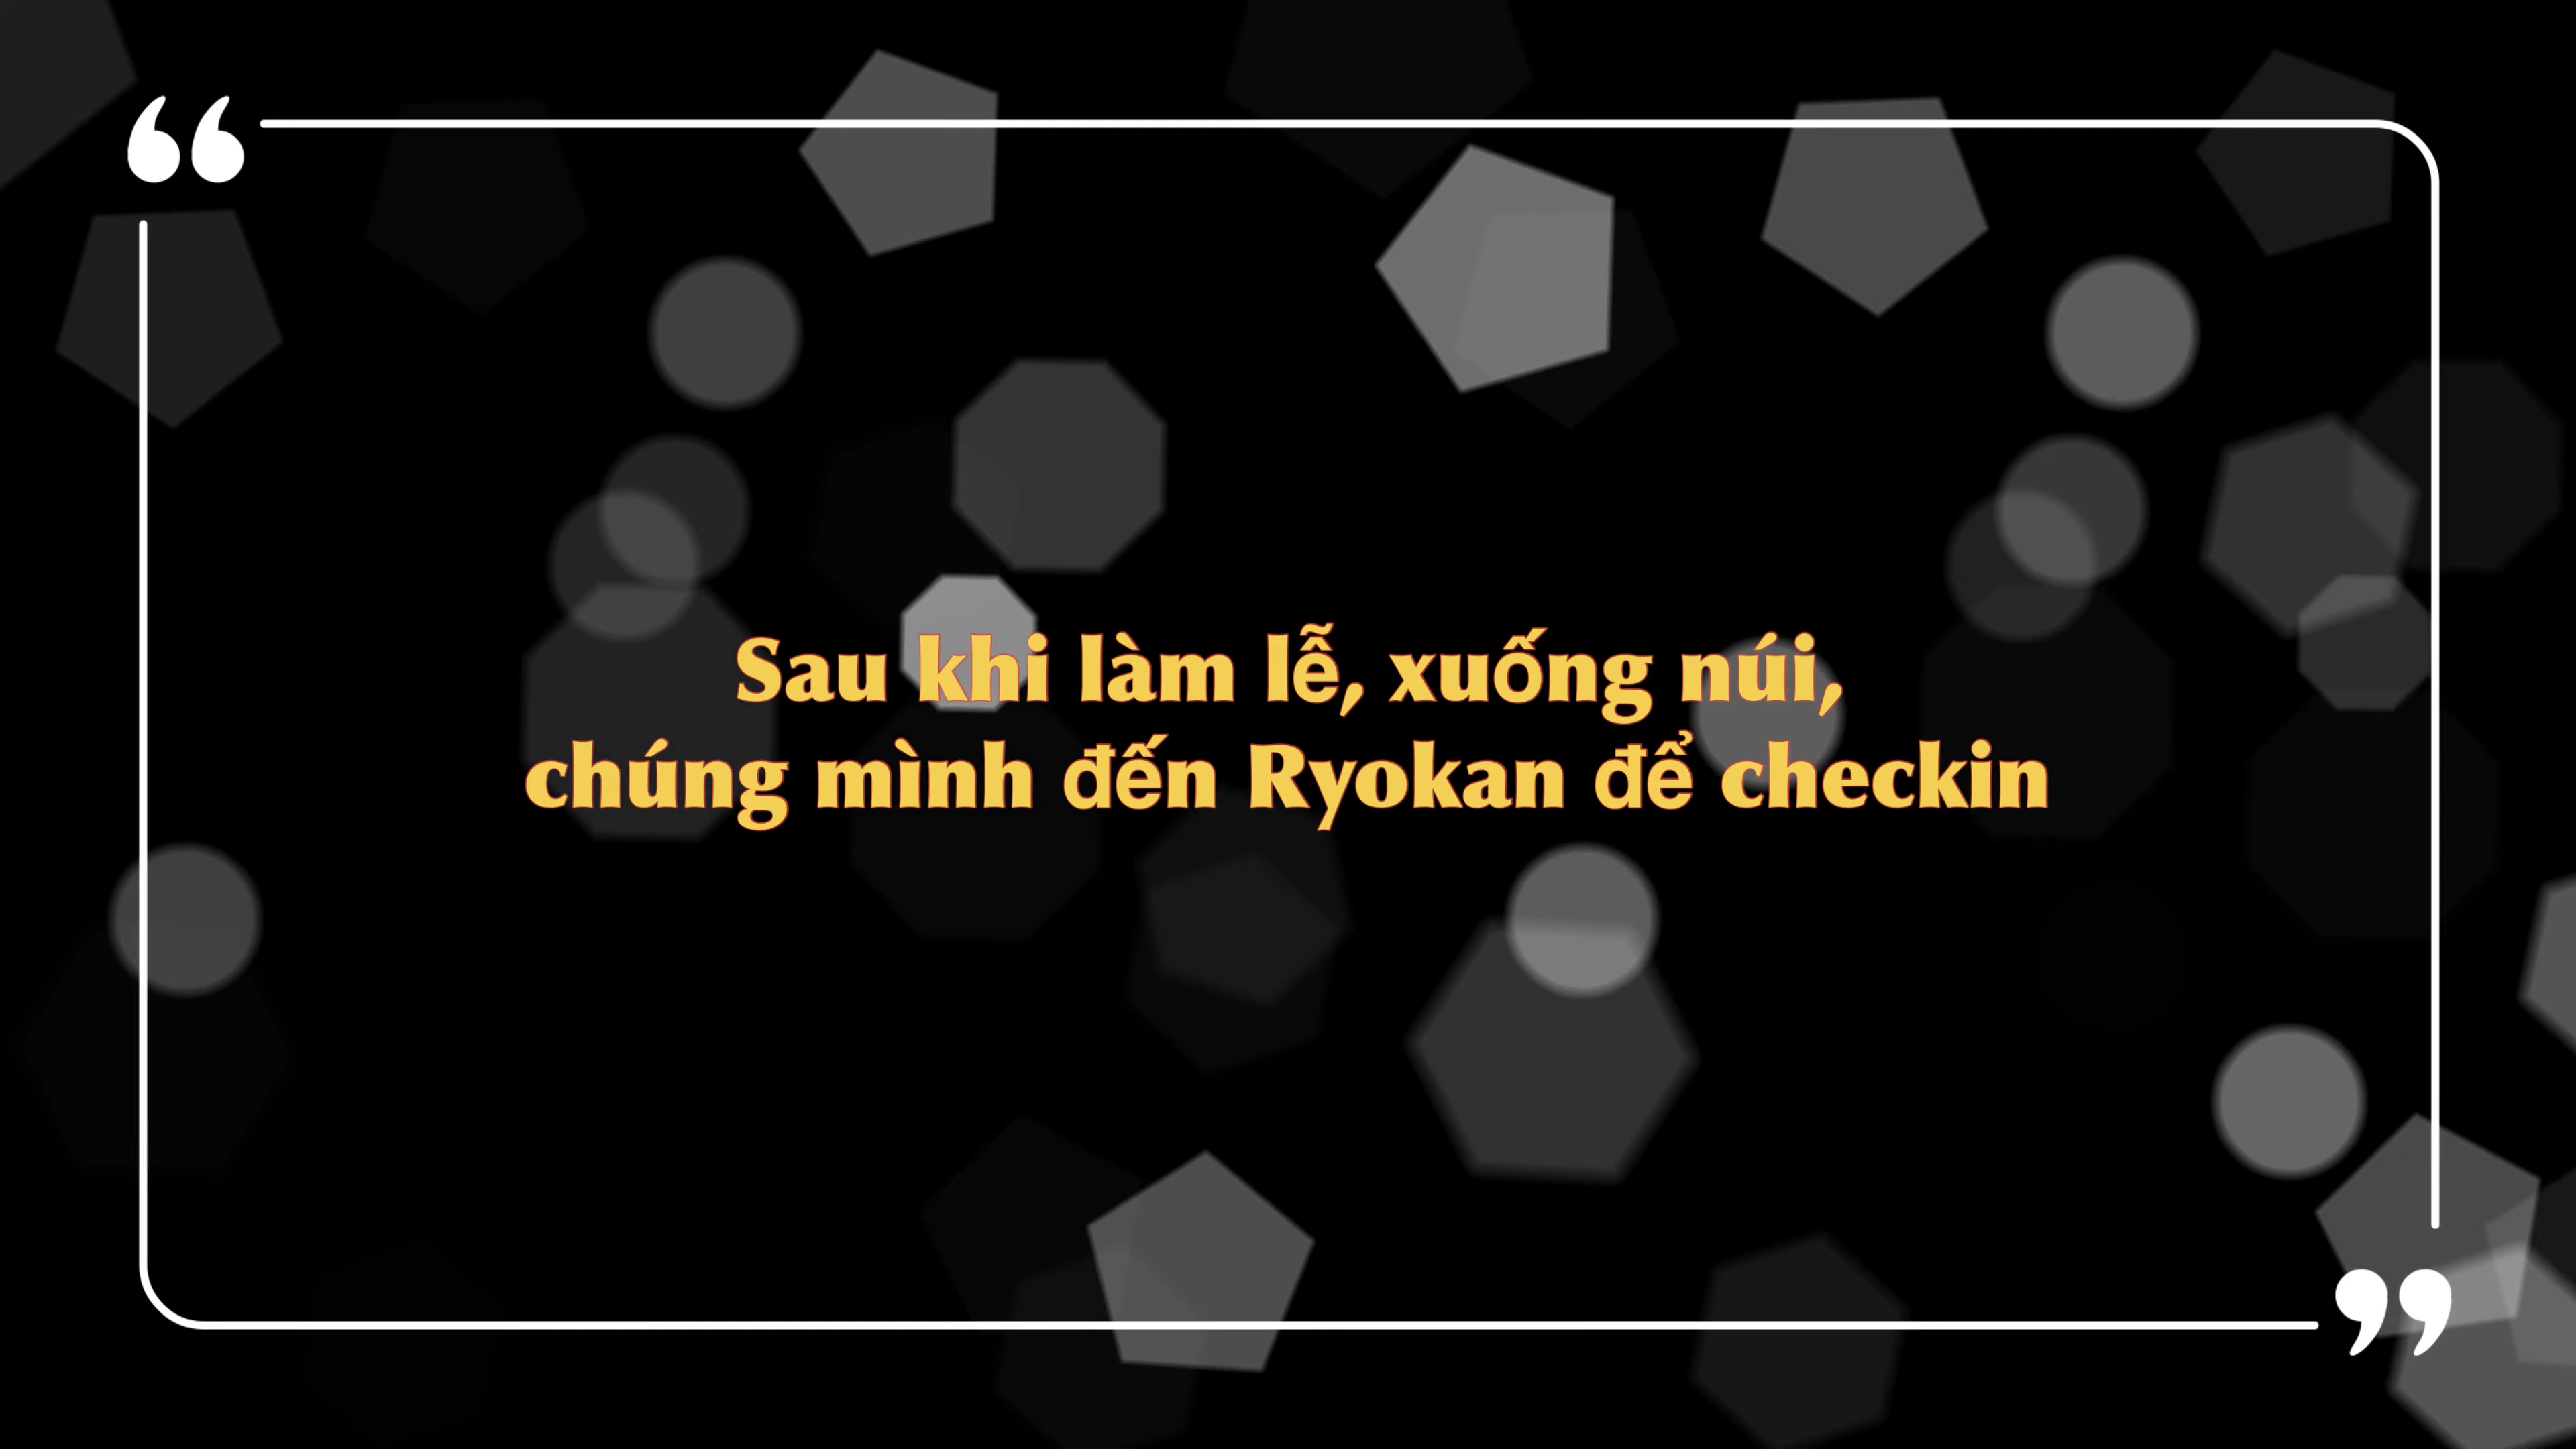 Sau khi làm lễ, xuống núi,
chúng mình đến Ryokan để checkin